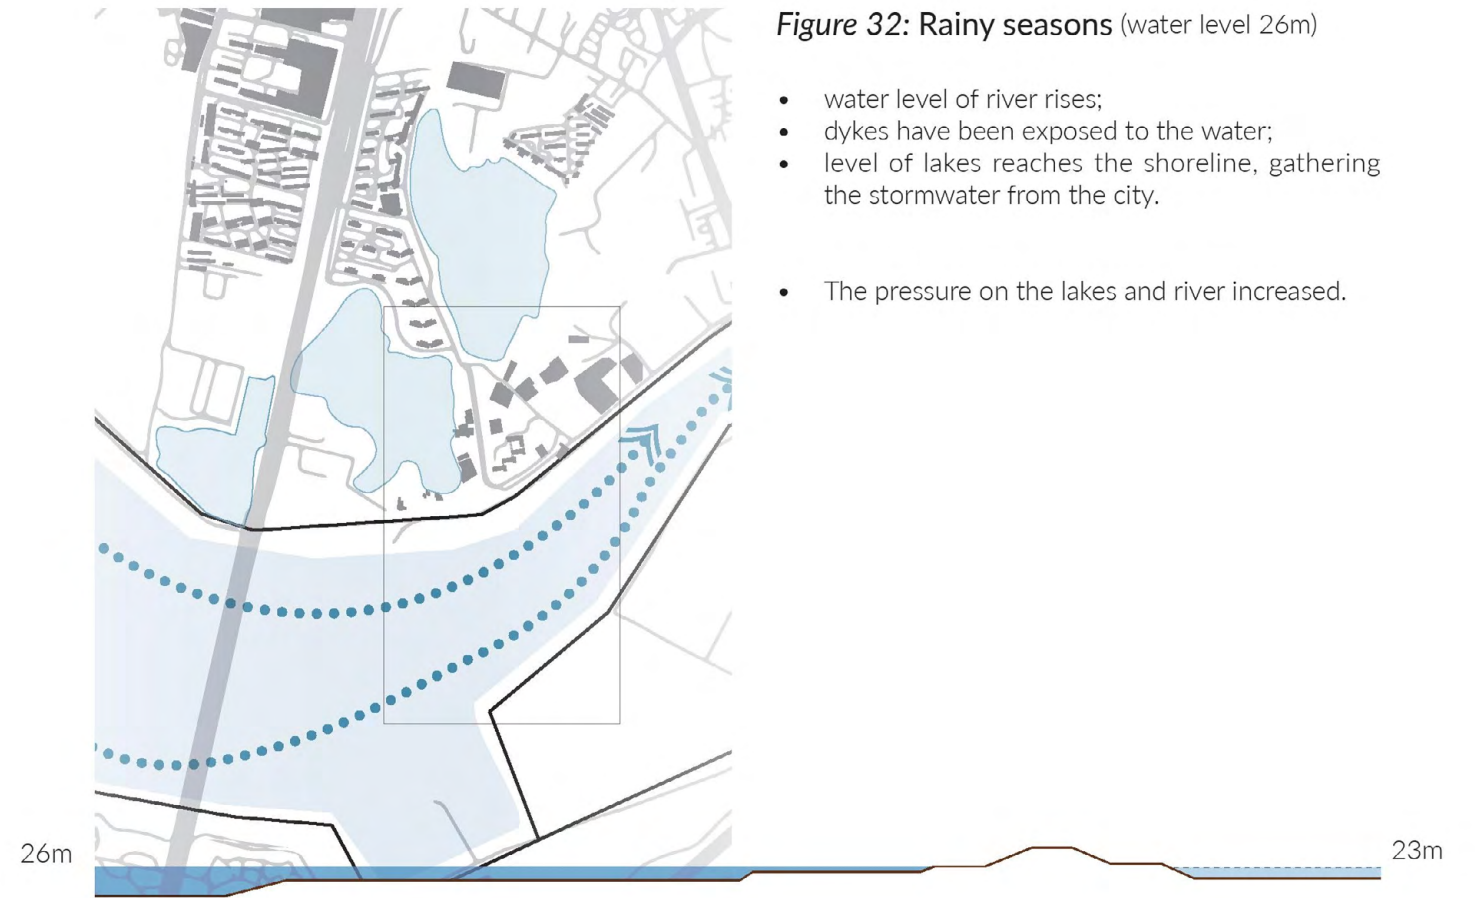 Figure 32: Rainy seasons (water level 26m)
• water level of river rises;
• dykes have been exposed to the water;
• level of lakes reaches the shoreline, gathering
the stormwater from the city.
• The pressure on the lakes and river increased.
26m
23m